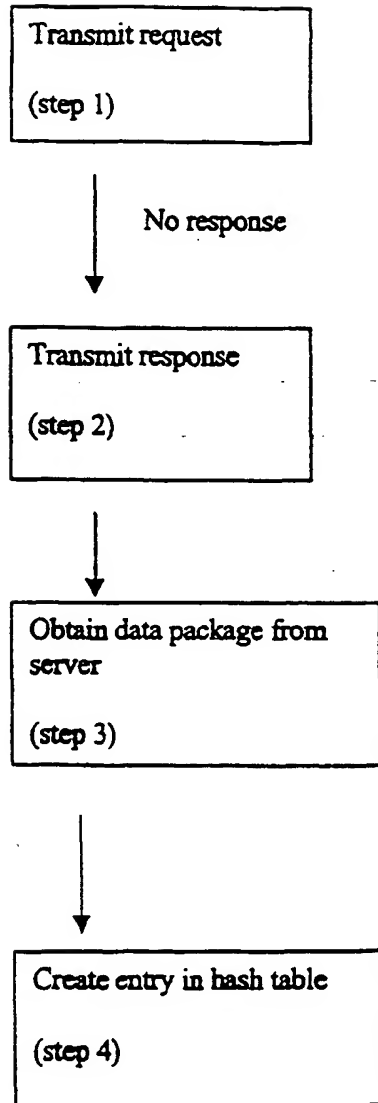 Transmit request
(step 1)
No response
Transmit response
(step 2)
Obtain data package from
server
(step 3)
Create entry in hash table
(step 4)